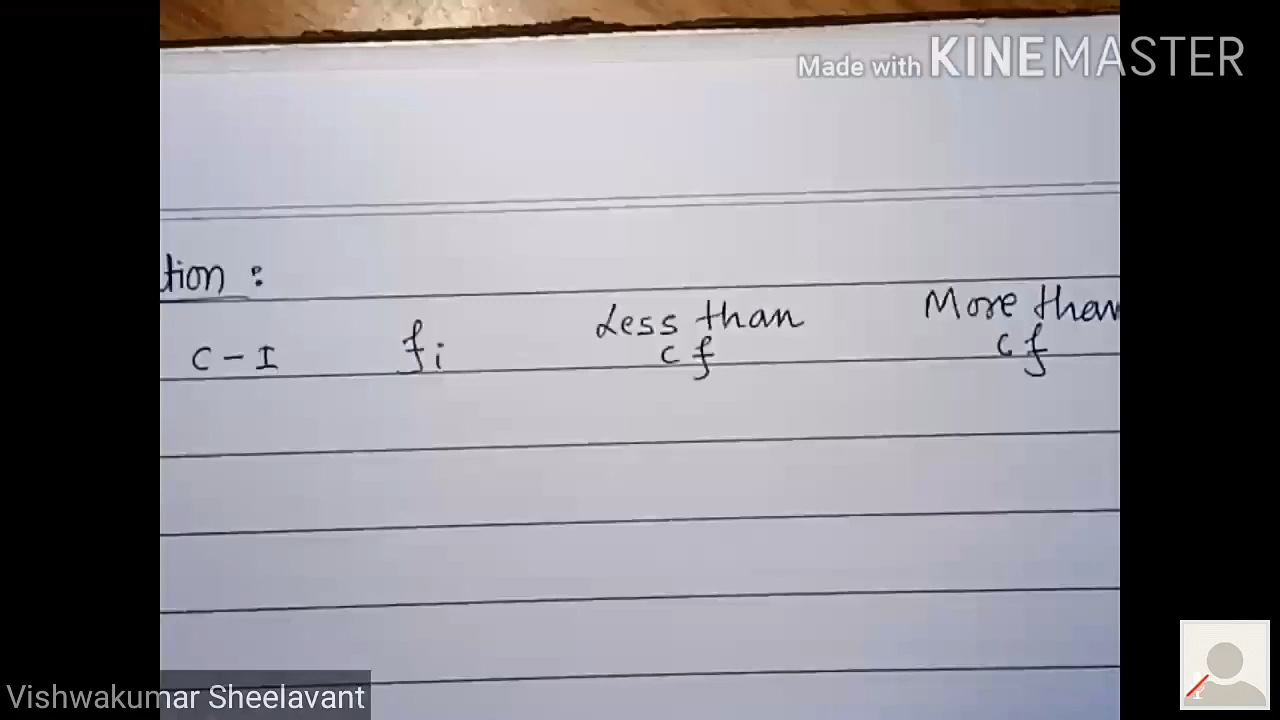 Made with KINEMASTER
tion :
C-I fi Less than cf More than cf
Vishwakumar Sheelavant